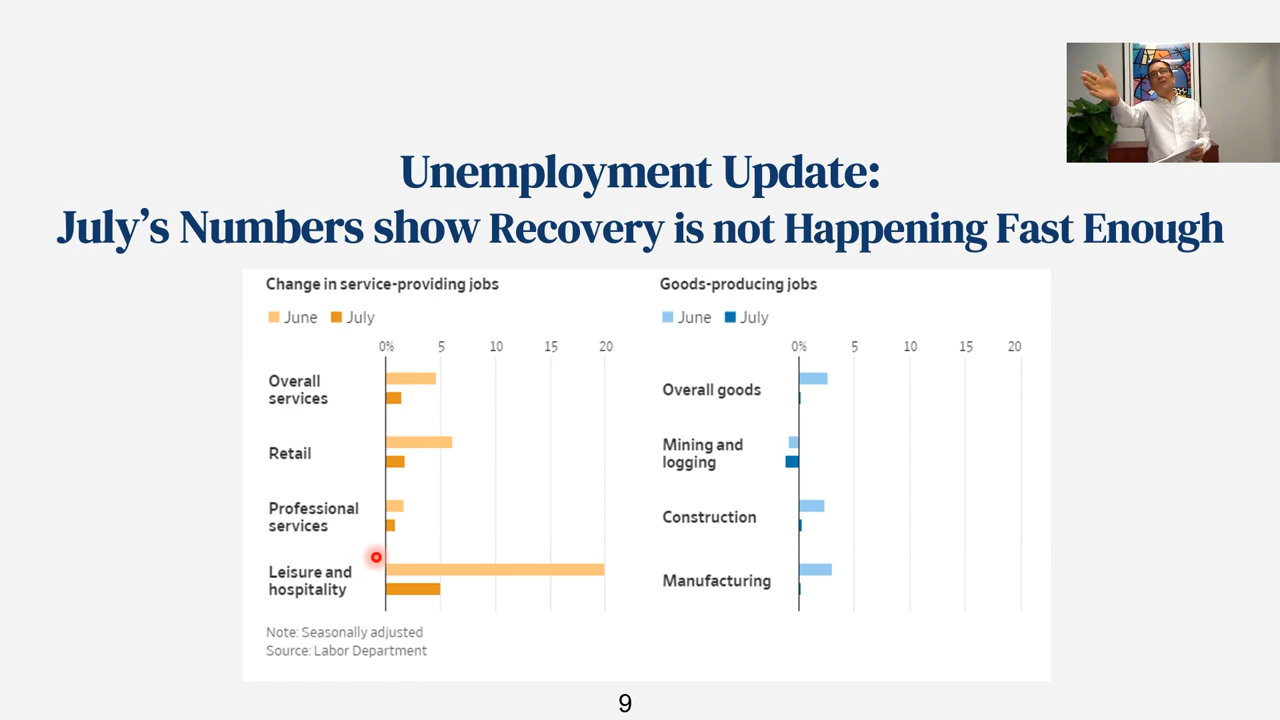 Unemployment Update:
July’s Numbers show Recovery is not Happening Fast Enough
Change in service-providing jobs
June July
0% 5 10 15 20
Overall
services
Retail
Professional
services
Leisure and
hospitality
Note: Seasonally adjusted
Source: Labor Department
Goods-producing jobs
June July
0% 5 10 15 20
Overall goods
Mining and
logging
Construction
Manufacturing
9